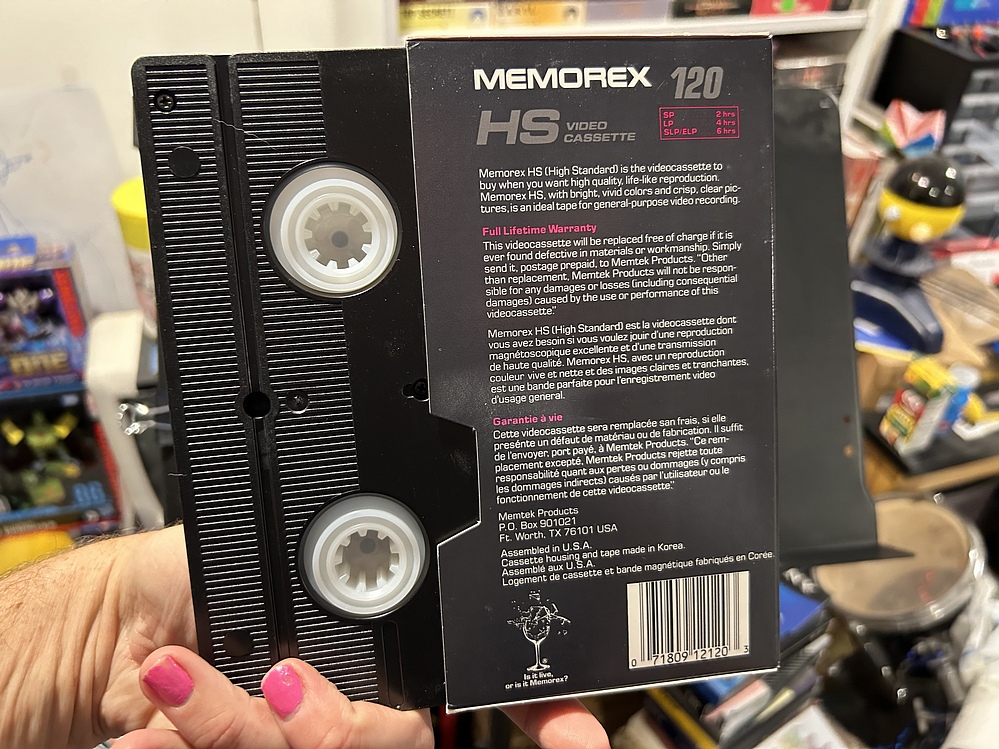 MEMOREX 120
HS VIDEO
CASSETTE
SP 2 hrs
LP 4 hrs
SLP/ELP 6 hrs
Memorex HS (High Standard) is the videocassette to
buy when you want high quality, life-like reproduction.
Memorex HS, with bright, vivid colors and crisp, clear pic-
tures, is an ideal tape for general-purpose video recording.
Full Lifetime Warranty
This videocassette will be replaced free of charge if it is
ever found defective in materials or workmanship. Simply
send it, postage prepaid, to Memtek Products. "Other
than replacement, Memtek Products will not be respon-
sible for any damages or losses (including consequential
damages) caused by the use or performance of this
videocassette."
Memorex HS (High Standard) est la videocassette dont
vous avez besoin si vous voulez jouir d'une reproduction
magnétoscopique excellente et d'une transmission
de haute qualité. Memorex HS, avec un reproduction
couleur vive et nette et des images claires et tranchantes,
est une bande parfaite pour l'enregistrement video
d'usage general.
Garantie à vie
Cette videocassette sera remplacée san frais, si elle
presénte un défaut de matériau ou de fabrication. Il suffit
de l'envoyer, port payé, à Memtek Products. "Ce rem-
placement excepté, Memtek Products rejette toute
responsabilité quant aux pertes ou dommages (y compris
les dommages indirects) causés par l'utilisateur ou le
fonctionnement de cette videocassette."
Memtek Products
P.O. Box 901021
Ft. Worth, TX 76101 USA
Assembled in U.S.A.
Cassette housing and tape made in Korea.
Assemblé aux U.S.A.
Logement de cassette et bande magnétique fabriqués en Corée.
Is it live,
or is it Memorex?
0 71809 12120 3